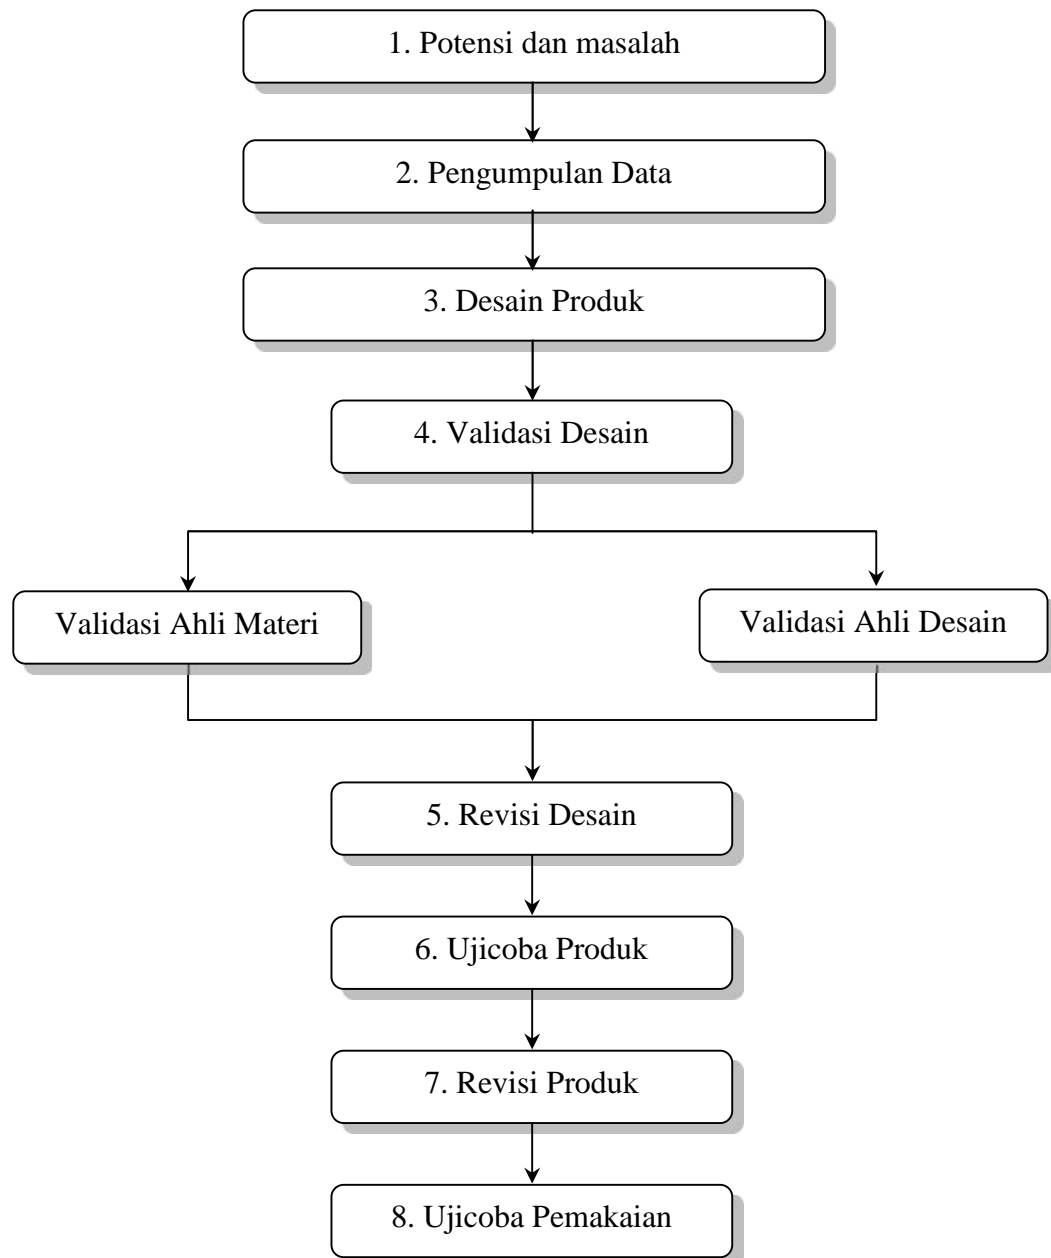 1. Potensi dan masalah
2. Pengumpulan Data
3. Desain Produk
4. Validasi Desain
Validasi Ahli Materi
Validasi Ahli Desain
5. Revisi Desain
6. Ujicoba Produk
7. Revisi Produk
8. Ujicoba Pemakaian